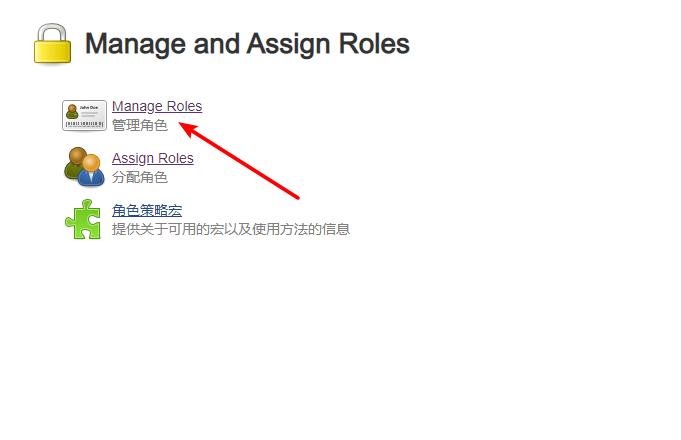 Manage and Assign Roles
John Doe
Manage Roles
管理角色
Assign Roles
分配角色
角色策略宏
提供关于可用的宏以及使用方法的信息